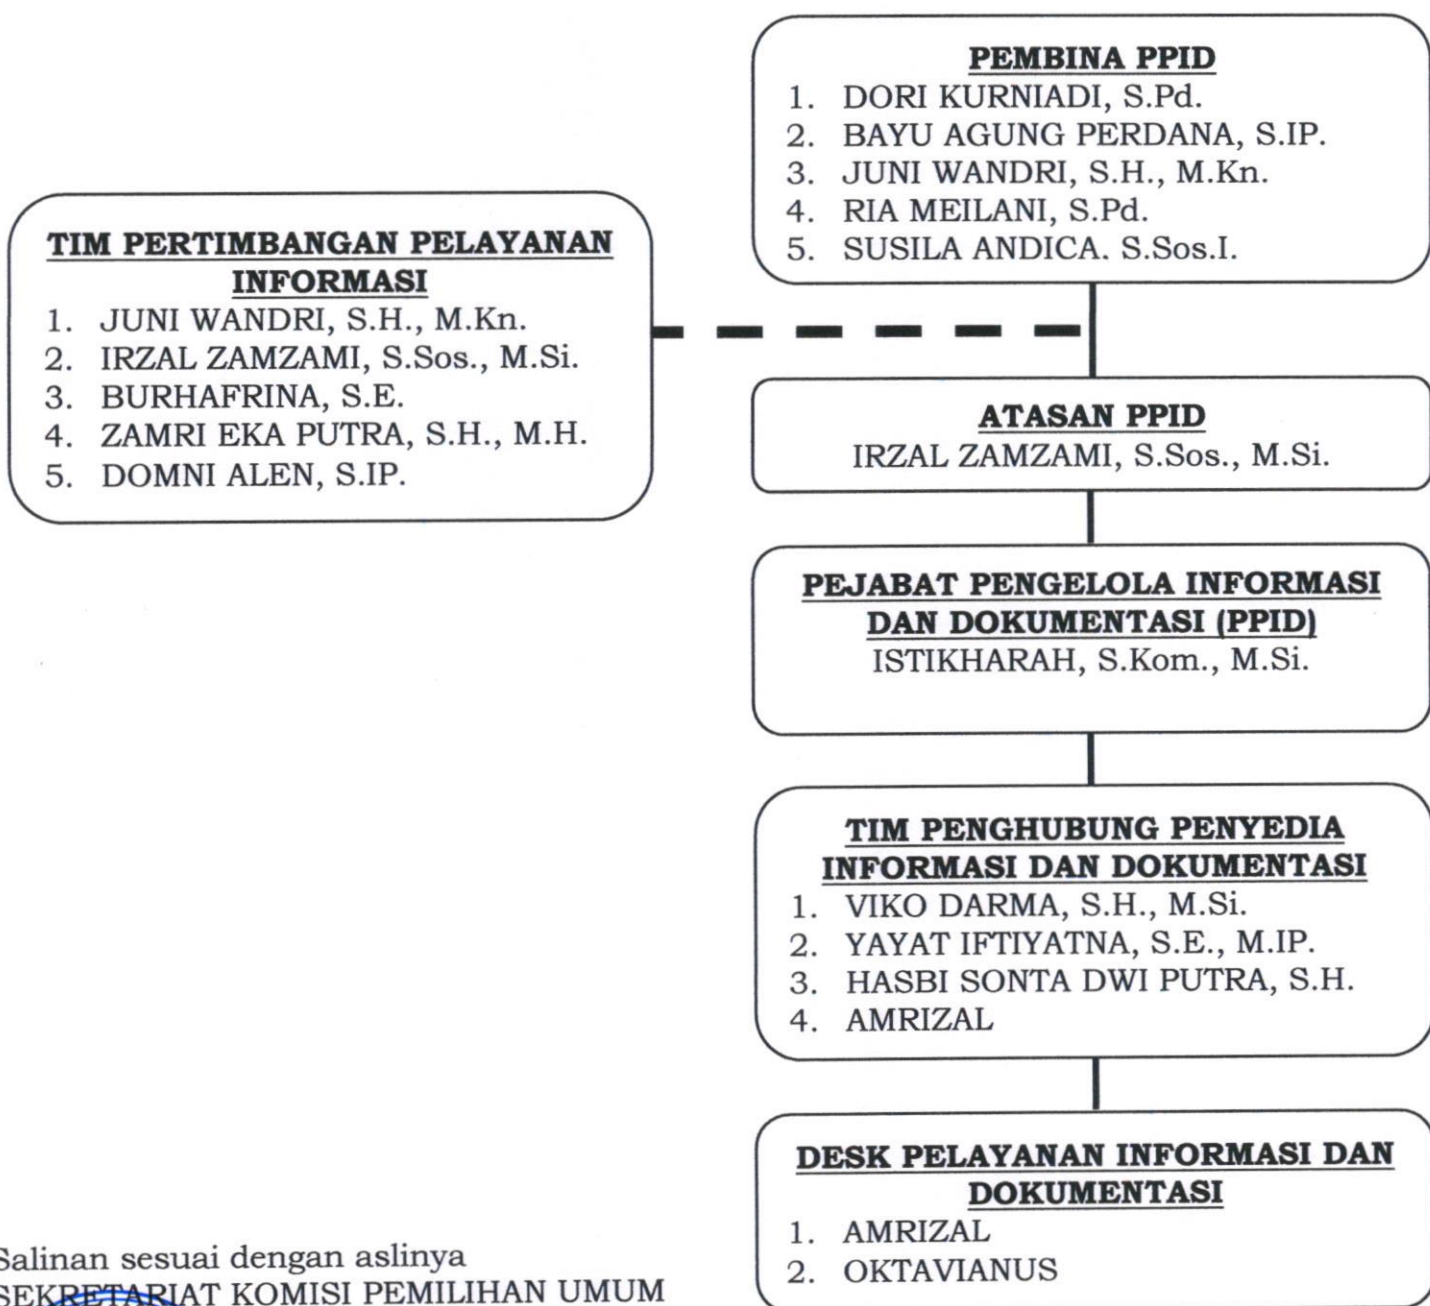 PEMBINA PPID
1. DORI KURNIADI, S.Pd.
2. BAYU AGUNG PERDANA, S.IP.
3. JUNI WANDRI, S.H., M.Kn.
4. RIA MEILANI, S.Pd.
5. SUSILA ANDICA. S.Sos.I.
TIM PERTIMBANGAN PELAYANAN
INFORMASI
1. JUNI WANDRI, S.H., M.Kn.
2. IRZAL ZAMZAMI, S.Sos., M.Si.
3. BURHAFRINA, S.E.
4. ZAMRI EKA PUTRA, S.H., M.H.
5. DOMNI ALEN, S.IP.
ATASAN PPID
IRZAL ZAMZAMI, S.Sos., M.Si.
PEJABAT PENGELOLA INFORMASI
DAN DOKUMENTASI (PPID)
ISTIKHARAH, S.Kom., M.Si.
TIM PENGHUBUNG PENYEDIA
INFORMASI DAN DOKUMENTASI
1. VIKO DARMA, S.H., M.Si.
2. YAYAT IFTIYATNA, S.E., M.IP.
3. HASBI SONTA DWI PUTRA, S.H.
4. AMRIZAL
DESK PELAYANAN INFORMASI DAN
DOKUMENTASI
1. AMRIZAL
2. OKTAVIANUS
Salinan sesuai dengan aslinya
SEKRETARIAT KOMISI PEMILIHAN UMUM